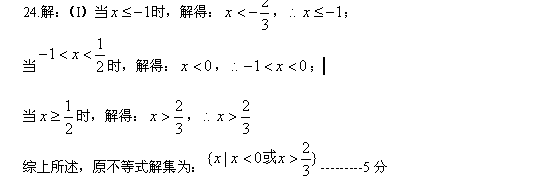 24.解:(I) 当 x ≤ −1时，解得：x < −2/3，∴ x ≤ −1；
当 −1 < x < 1/2 时，解得：x < 0，∴ −1 < x < 0；
当 x ≥ 1/2 时，解得：x > 2/3，∴ x > 2/3
综上所述，原不等式解集为：{x | x < 0或x > 2/3} ---------5 分